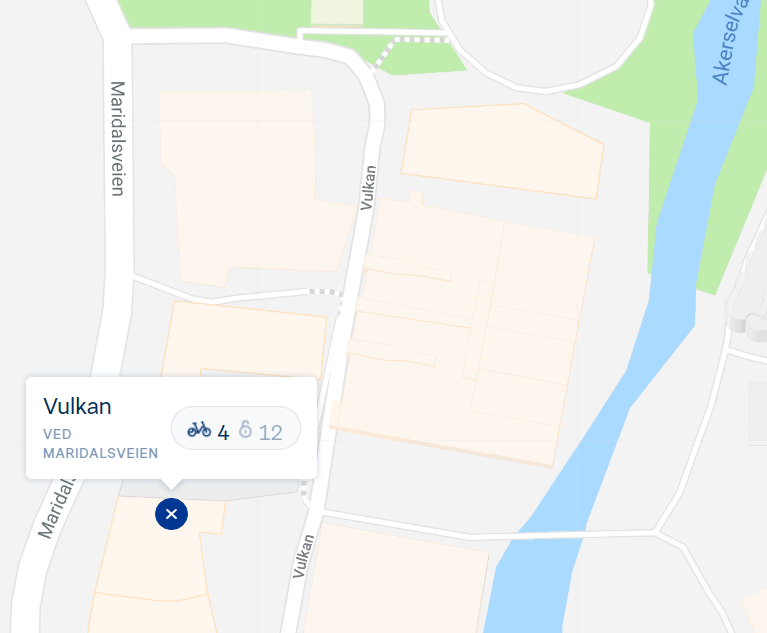 Akerselva
Maridalsveien
Vulkan
Vulkan
4 12
VED
MARIDALSVEIEN
Maridals
Vulkan